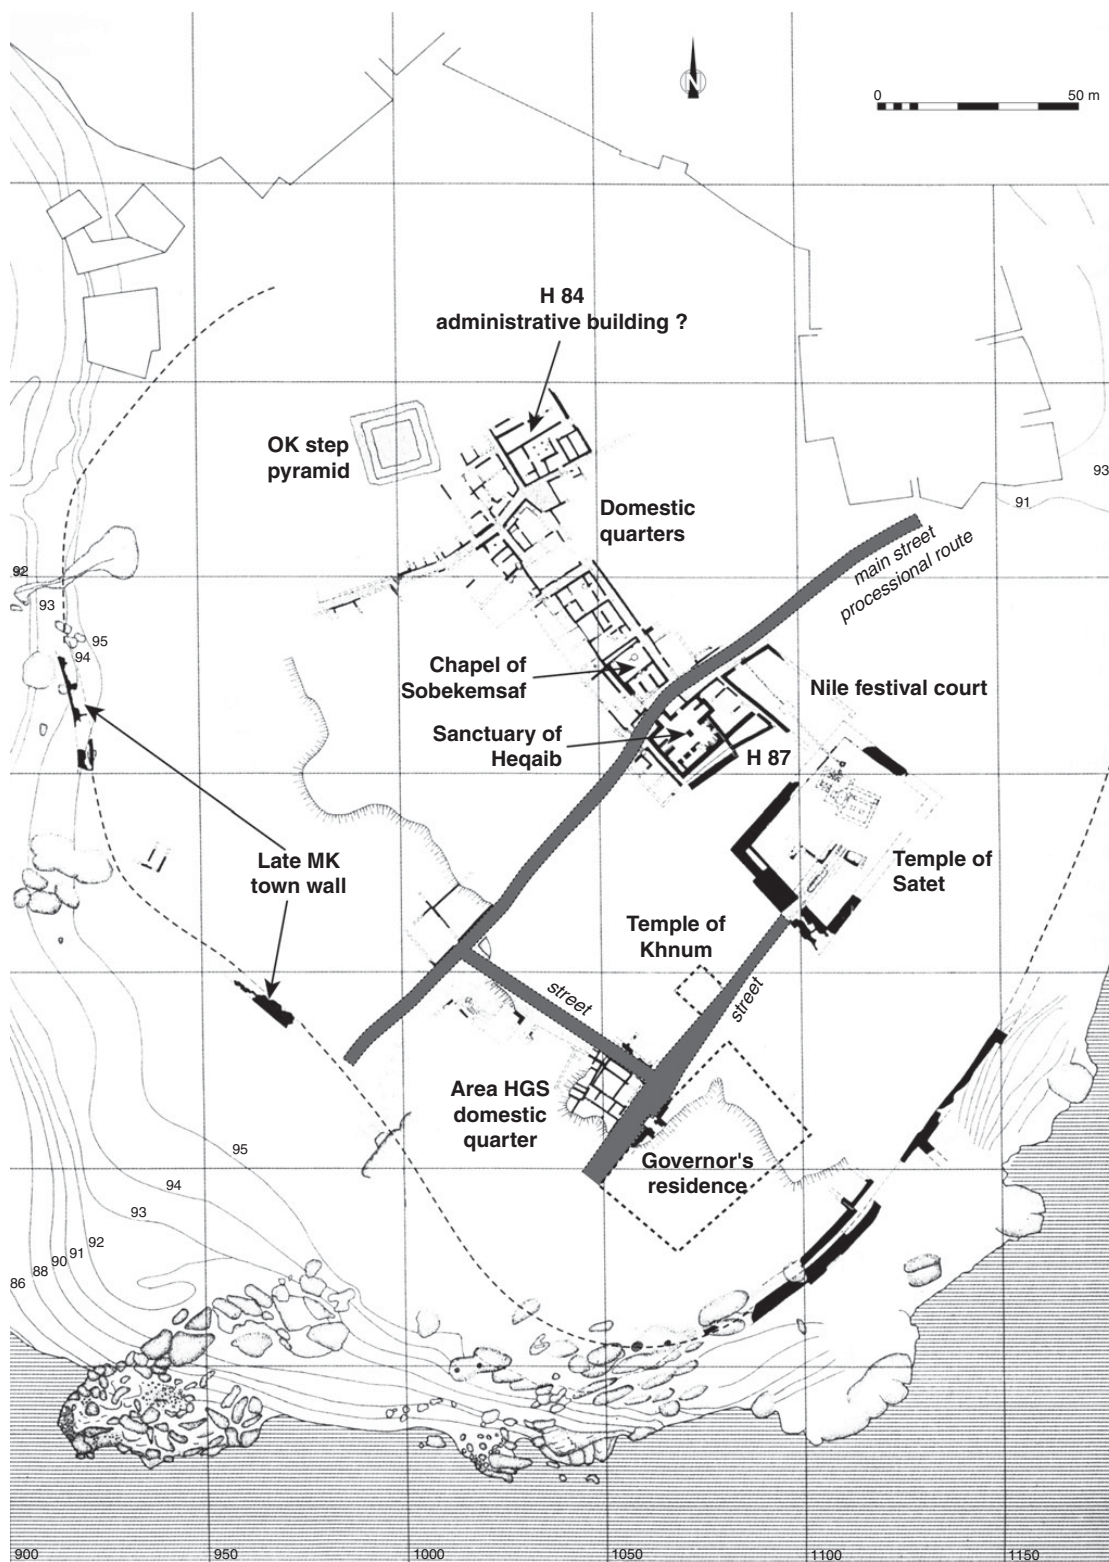 N
0 50 m
H 84
administrative building ?
OK step
pyramid
93
91
Domestic
quarters
main street
processional route
92
93
95
94
Chapel of
Sobekemsaf
Nile festival court
Sanctuary of
Heqaib
H 87
Late MK
town wall
Temple of
Satet
Temple of
Khnum
street
street
Area HGS
domestic
quarter
95
Governor's
residence
94
93
92
91
90
88
86
900 950 1000 1050 1100 1150